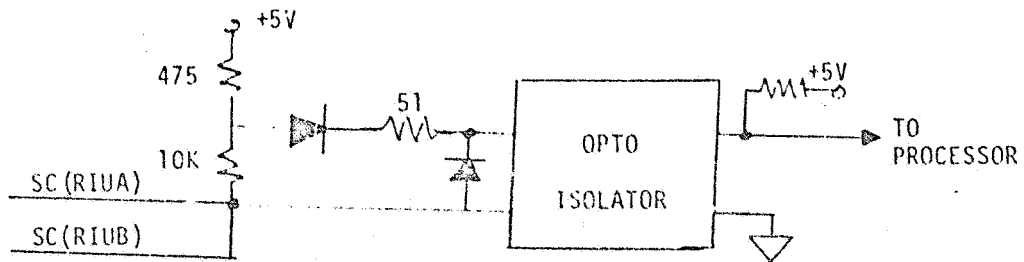 +5V
475
51
+5V
10K
OPTO
ISOLATOR
TO
PROCESSOR
SC(RIUA)
SC(RIUB)